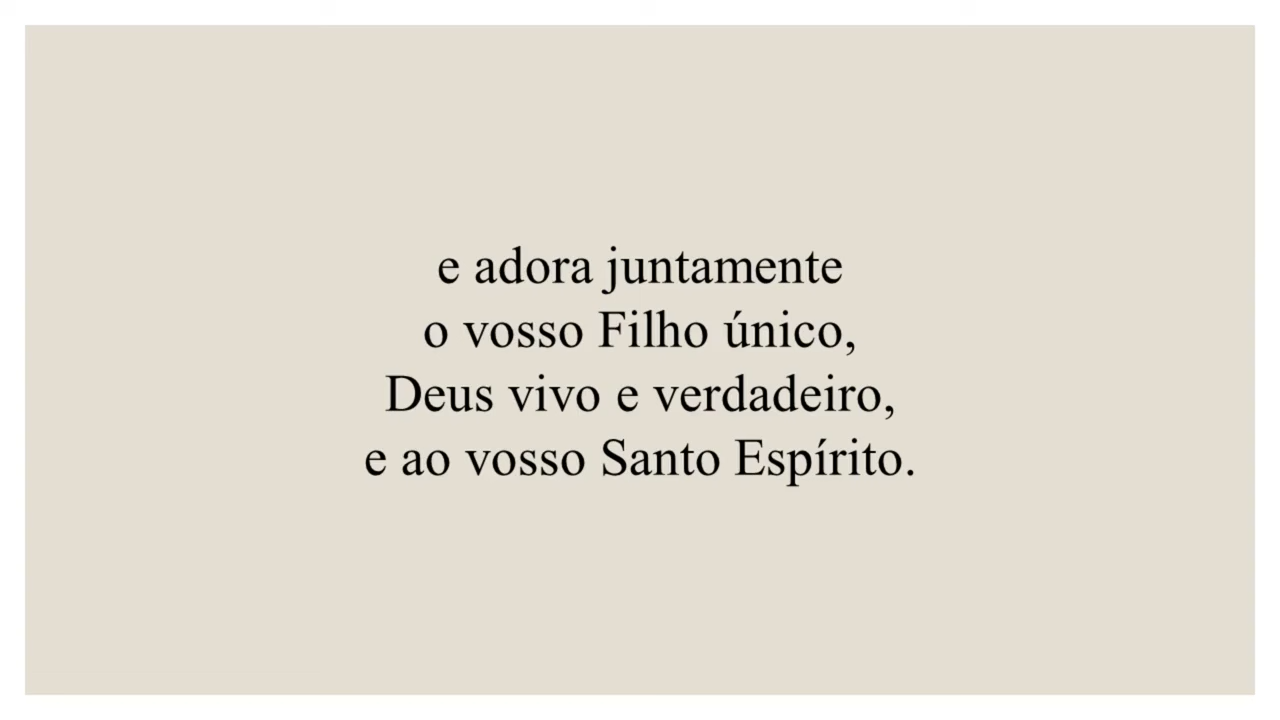 e adora juntamente
o vosso Filho único,
Deus vivo e verdadeiro,
e ao vosso Santo Espírito.